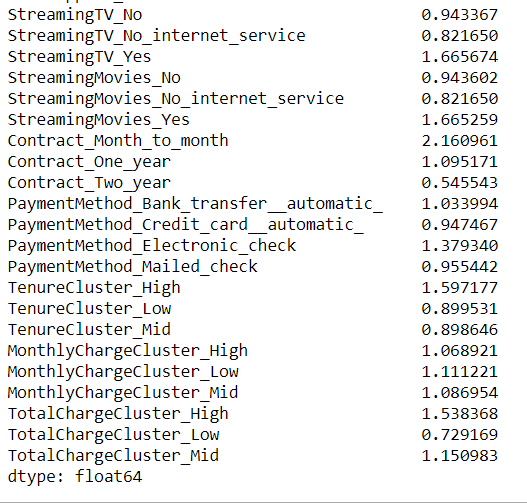 StreamingTV_No 0.943367
StreamingTV_No_internet_service 0.821650
StreamingTV_Yes 1.665674
StreamingMovies_No 0.943602
StreamingMovies_No_internet_service 0.821650
StreamingMovies_Yes 1.665259
Contract_Month_to_month 2.160961
Contract_One_year 1.095171
Contract_Two_year 0.545543
PaymentMethod_Bank_transfer__automatic_ 1.033994
PaymentMethod_Credit_card__automatic_ 0.947467
PaymentMethod_Electronic_check 1.379340
PaymentMethod_Mailed_check 0.955442
TenureCluster_High 1.597177
TenureCluster_Low 0.899531
TenureCluster_Mid 0.898646
MonthlyChargeCluster_High 1.068921
MonthlyChargeCluster_Low 1.111221
MonthlyChargeCluster_Mid 1.086954
TotalChargeCluster_High 1.538368
TotalChargeCluster_Low 0.729169
TotalChargeCluster_Mid 1.150983
dtype: float64